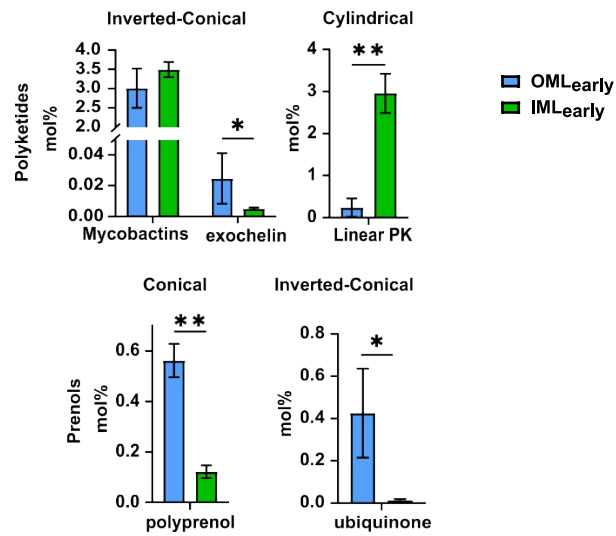 Inverted-Conical
Cylindrical
Polyketides
mol%
4.0
3.5
3.0
2.5
2.0
0.04
0.02
0.00
*
Mycobactins
exochelin
mol%
4
3
2
1
0
**
Linear PK
OMLearly
IMLearly
Conical
Inverted-Conical
Prenols
mol%
0.6
0.4
0.2
0.0
**
polyprenol
mol%
0.8
0.6
0.4
0.2
0.0
*
ubiquinone